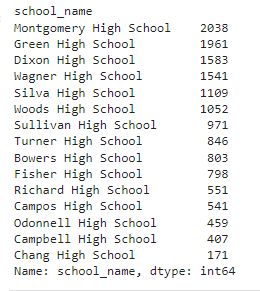 school_name
Montgomery High School 2038
Green High School 1961
Dixon High School 1583
Wagner High School 1541
Silva High School 1109
Woods High School 1052
Sullivan High School 971
Turner High School 846
Bowers High School 803
Fisher High School 798
Richard High School 551
Campos High School 541
Odonnell High School 459
Campbell High School 407
Chang High School 171
Name: school_name, dtype: int64